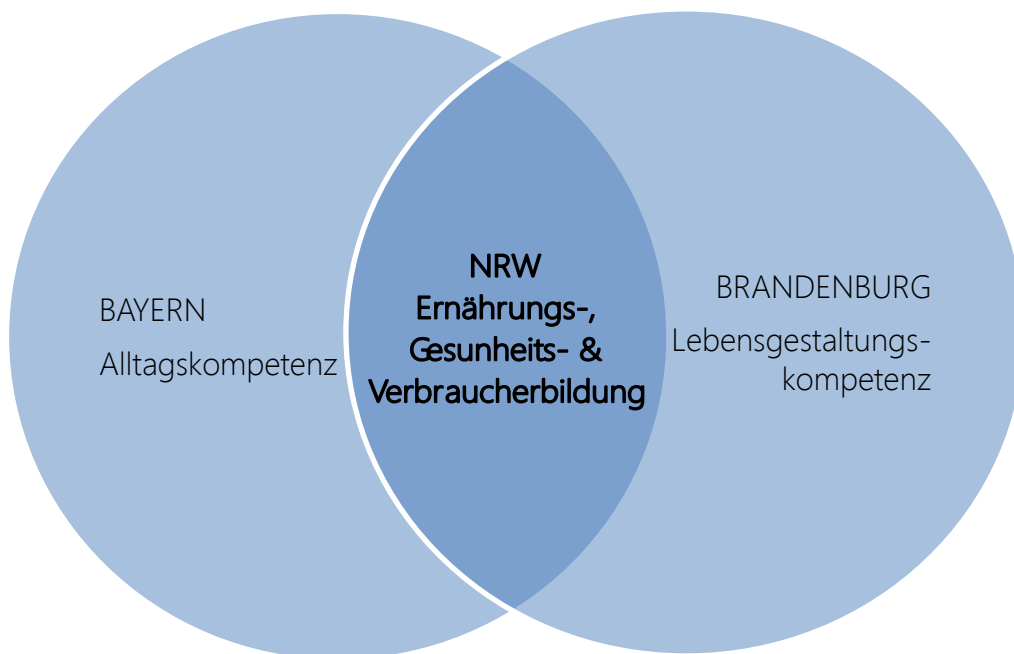 BAYERN
Alltagskompetenz
NRW
Ernährungs-,
Gesunheits- &
Verbraucherbildung
BRANDENBURG
Lebensgestaltungs-
kompetenz